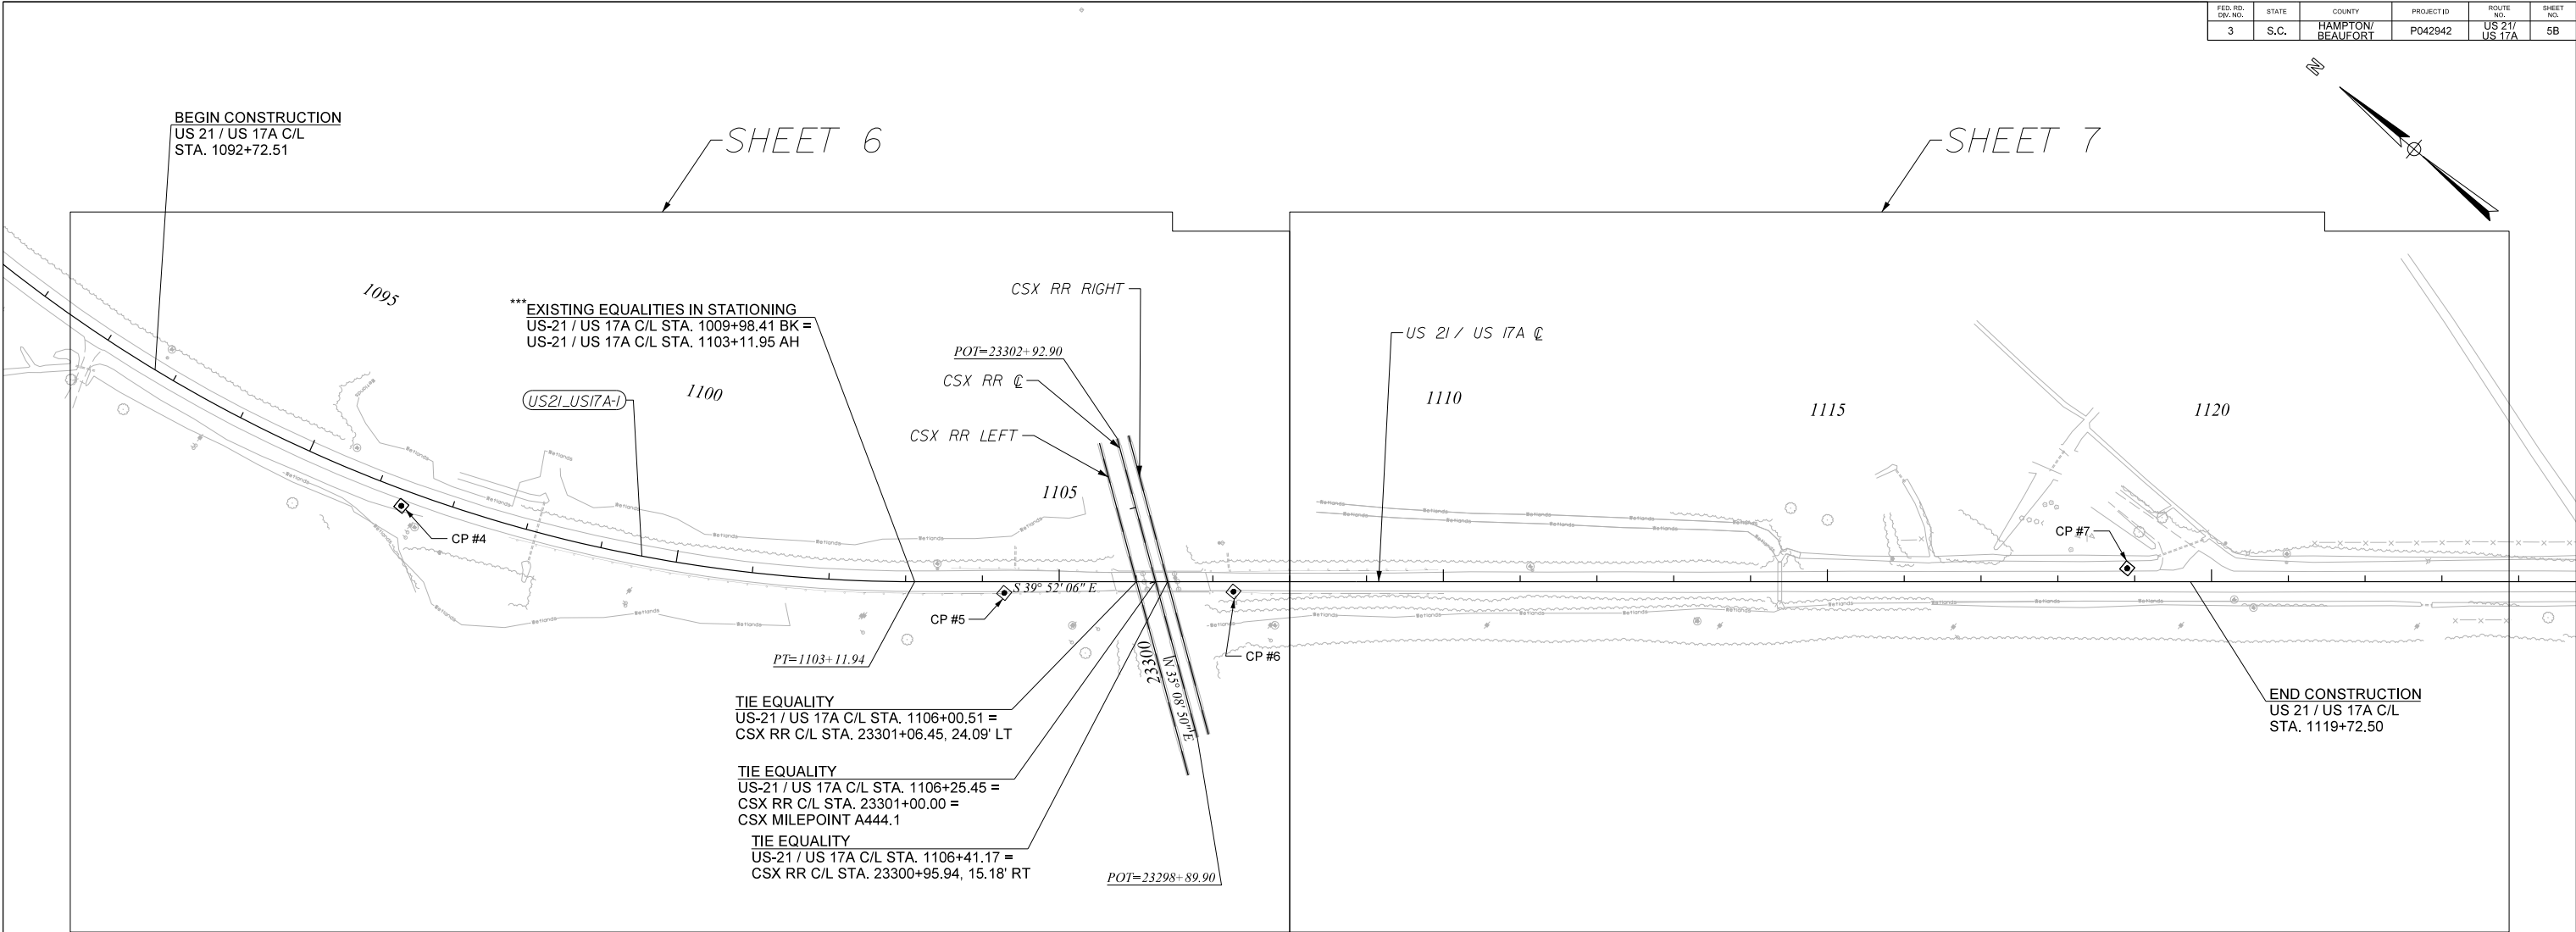 FED. RD. DIV. NO. STATE COUNTY PROJECT ID ROUTE NO. SHEET NO.
3 S.C. HAMPTON/ BEAUFORT P042942 US 21/ US 17A 5B
N
BEGIN CONSTRUCTION
US 21 / US 17A C/L
STA. 1092+72.51
SHEET 6
SHEET 7
1095
***EXISTING EQUALITIES IN STATIONING
US-21 / US 17A C/L STA. 1009+98.41 BK =
US-21 / US 17A C/L STA. 1103+11.95 AH
CSX RR RIGHT
POT=23302+92.90
CSX RR ℄
CSX RR LEFT
US 21 / US 17A ℄
1100
US21_US17A-1
1105
1110
1115
1120
CP #4
CP #5
S 39° 52' 06" E
CP #6
CP #7
PT=1103+11.94
23300
N 35° 08' 50" E
TIE EQUALITY
US-21 / US 17A C/L STA. 1106+00.51 =
CSX RR C/L STA. 23301+06.45, 24.09' LT
TIE EQUALITY
US-21 / US 17A C/L STA. 1106+25.45 =
CSX RR C/L STA. 23301+00.00 =
CSX MILEPOINT A444.1
TIE EQUALITY
US-21 / US 17A C/L STA. 1106+41.17 =
CSX RR C/L STA. 23300+95.94, 15.18' RT
POT=23298+89.90
END CONSTRUCTION
US 21 / US 17A C/L
STA. 1119+72.50